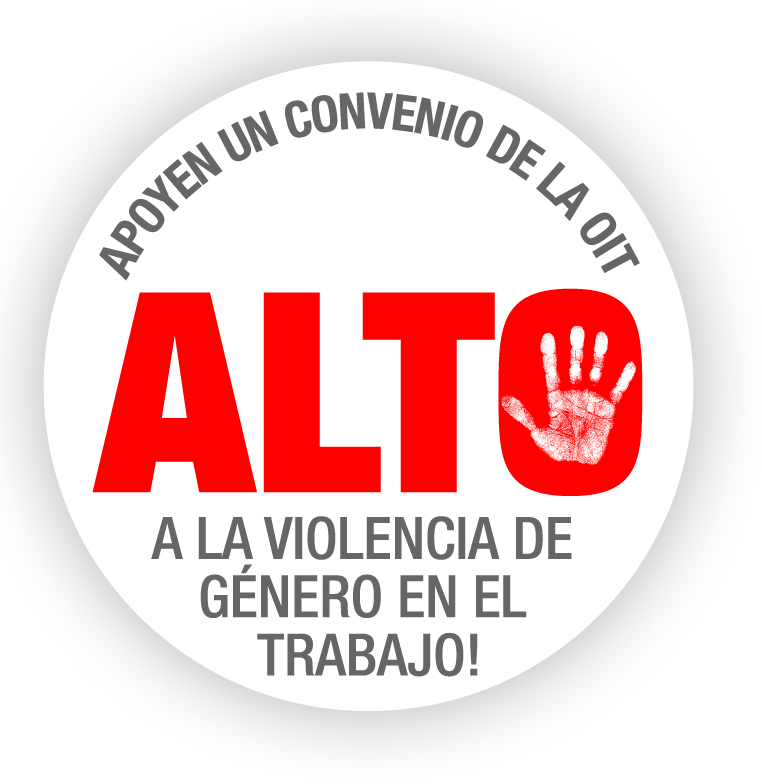 APOYEN UN CONVENIO DE LA OIT
ALTO
A LA VIOLENCIA DE
GÉNERO EN EL
TRABAJO!